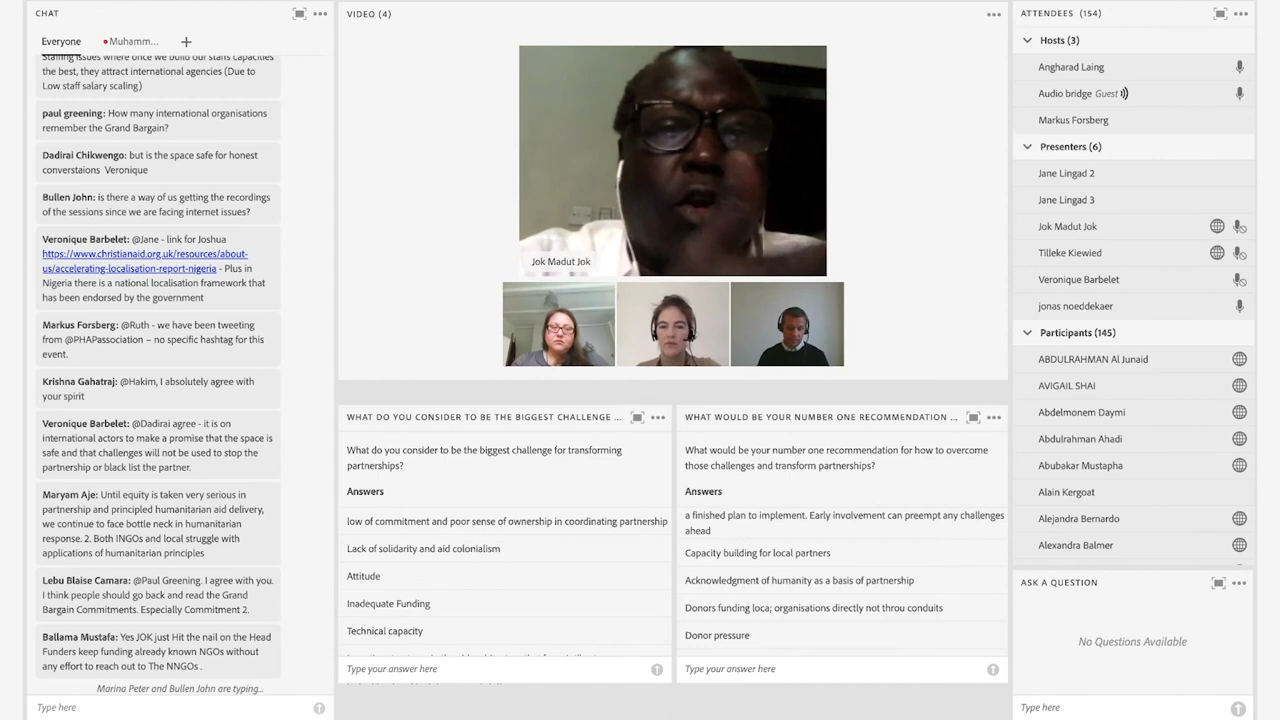 CHAT
Everyone
Muhamm...
Staffing issues where once we build our staffs capacities
the best, they attract international agencies (Due to
Low staff salary scaling)
paul greening: How many international organisations
remember the Grand Bargain?
Dadirai Chikwengo: but is the space safe for honest
converstaions Veronique
Bullen John: is there a way of us getting the recordings
of the sessions since we are facing internet issues?
Veronique Barbelet: @Jane - link for Joshua
https://www.christianaid.org.uk/resources/about-
us/accelerating-localisation-report-nigeria - Plus in
Nigeria there is a national localisation framework that
has been endorsed by the government
Markus Forsberg: @Ruth - we have been tweeting
from @PHAPassociation – no specific hashtag for this
event.
Krishna Gahatraj: @Hakim, I absolutely agree with
your spirit
Veronique Barbelet: @Dadirai agree - it is on
international actors to make a promise that the space is
safe and that challenges will not be used to stop the
partnership or black list the partner.
Maryam Aje: Until equity is taken very serious in
partnership and principled humanitarian aid delivery,
we continue to face bottle neck in humanitarian
response. 2. Both INGOs and local struggle with
applications of humanitarian principles
Lebu Blaise Camara: @Paul Greening. I agree with you.
I think people should go back and read the Grand
Bargain Commitments. Especially Commitment 2.
Ballama Mustafa: Yes JOK just Hit the nail on the Head
Funders keep funding already known NGOs without
any effort to reach out to The NNGOs .
Marina Peter and Bullen John are typing...
Type here
VIDEO (4)
Jok Madut Jok
WHAT DO YOU CONSIDER TO BE THE BIGGEST CHALLENGE ...
What do you consider to be the biggest challenge for transforming
partnerships?
Answers
low of commitment and poor sense of ownership in coordinating partnership
Lack of solidarity and aid colonialism
Attitude
Inadequate Funding
Technical capacity
Type your answer here
WHAT WOULD BE YOUR NUMBER ONE RECOMMENDATION ...
What would be your number one recommendation for how to overcome
those challenges and transform partnerships?
Answers
a finished plan to implement. Early involvement can preempt any challenges
ahead
Capacity building for local partners
Acknowledgment of humanity as a basis of partnership
Donors funding loca; organisations directly not throu conduits
Donor pressure
Type your answer here
ATTENDEES (154)
Hosts (3)
Angharad Laing
Audio bridge Guest
Markus Forsberg
Presenters (6)
Jane Lingad 2
Jane Lingad 3
Jok Madut Jok
Tilleke Kiewied
Veronique Barbelet
jonas noeddekaer
Participants (145)
ABDULRAHMAN Al Junaid
AVIGAIL SHAI
Abdelmonem Daymi
Abdulrahman Ahadi
Abubakar Mustapha
Alain Kergoat
Alejandra Bernardo
Alexandra Balmer
ASK A QUESTION
No Questions Available
Type here